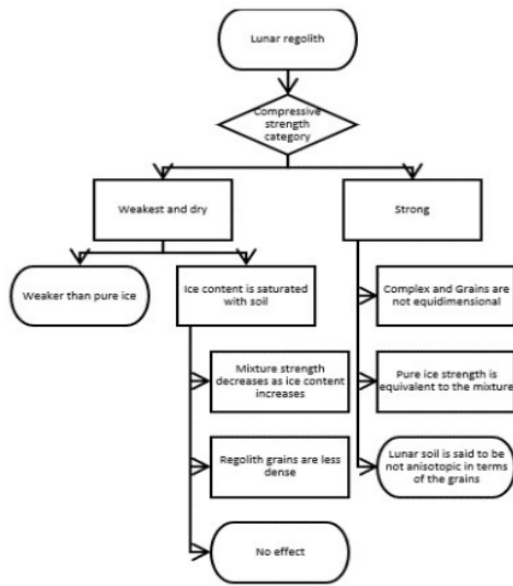 Lunar regolith
Compressive
strength
category
Weakest and dry
Strong
Weaker than pure ice
Ice content is saturated
with soil
Complex and Grains are
not equidimensional
Mixture strength
decreases as ice content
increases
Pure ice strength is
equivalent to the mixture
Regolith grains are less
dense
Lunar soil is said to be
not anisotropic in terms
of the grains
No effect